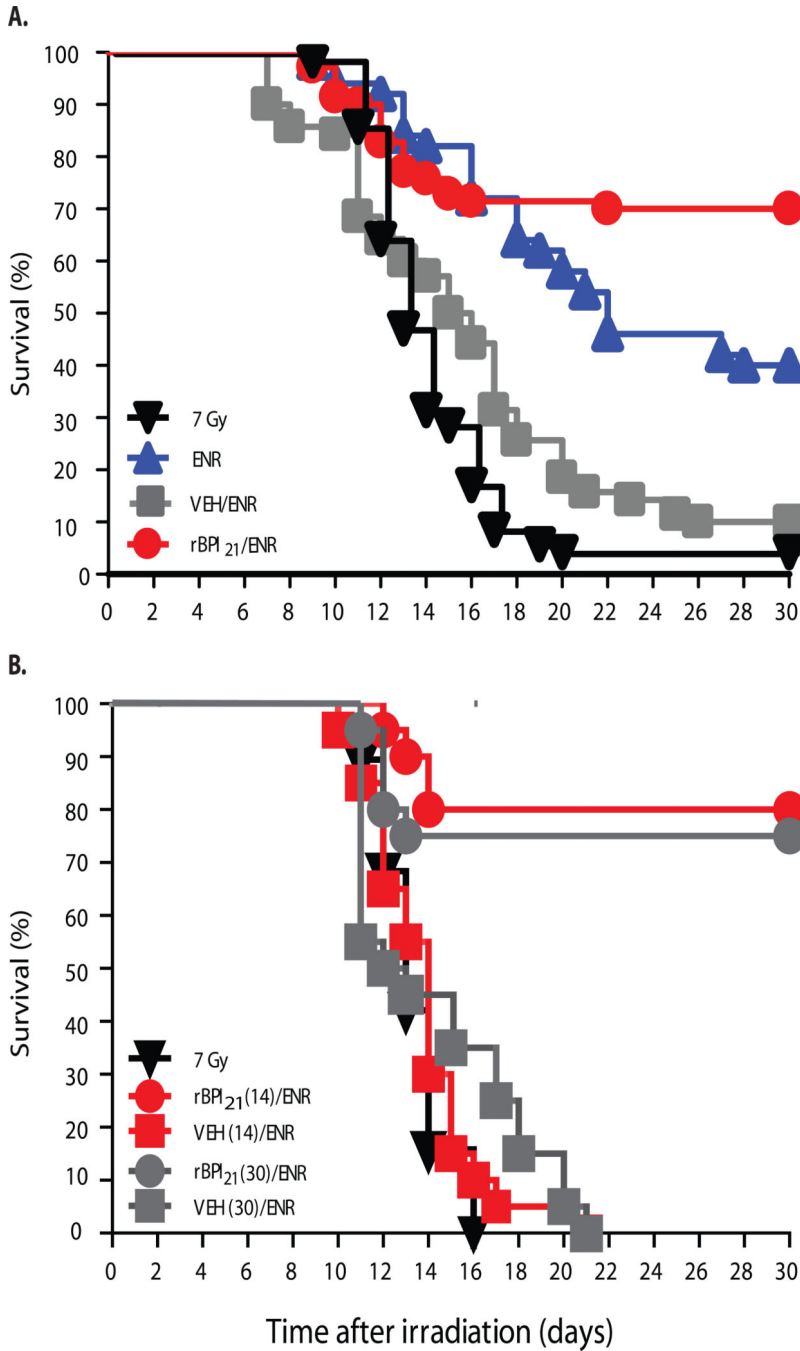 A.
100
90
80
70
60
50
40
30
20
10
0
Survival (%)
7 Gy
ENR
VEH/ENR
rBPI21/ENR
0 2 4 6 8 10 12 14 16 18 20 22 24 26 28 30
B.
100
90
80
70
60
50
40
30
20
10
0
Survival (%)
7 Gy
rBPI21(14)/ENR
VEH(14)/ENR
rBPI21(30)/ENR
VEH(30)/ENR
0 2 4 6 8 10 12 14 16 18 20 22 24 26 28 30
Time after irradiation (days)